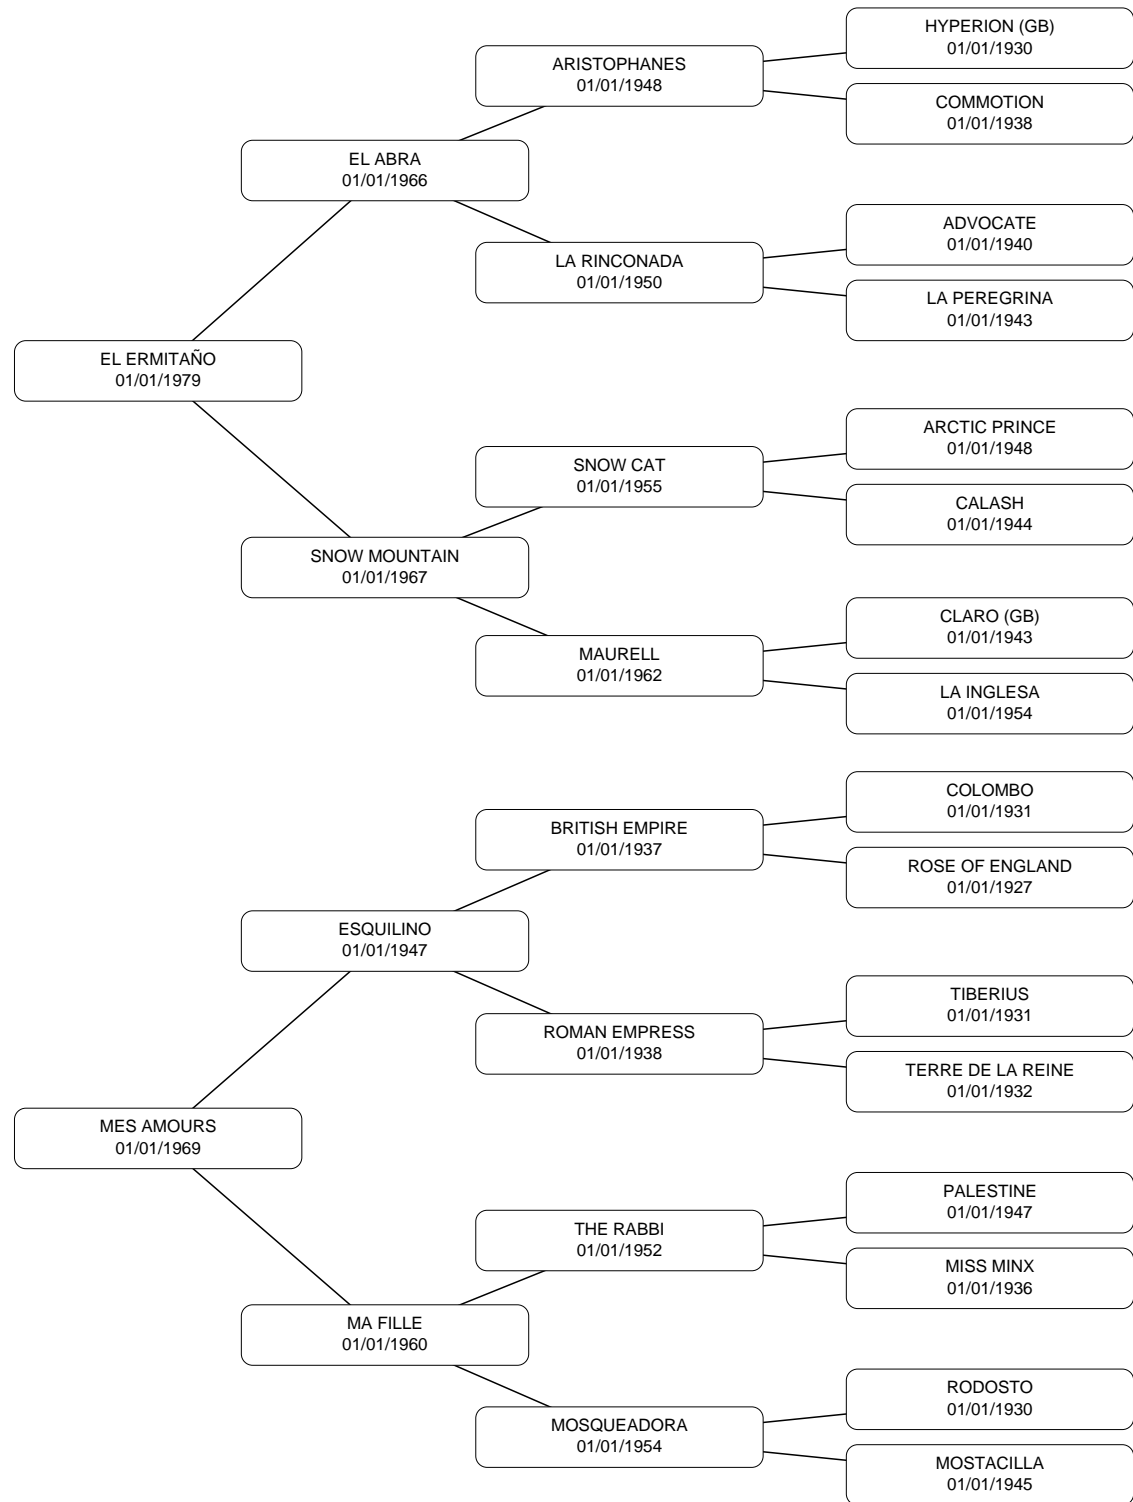 HYPERION (GB)
01/01/1930
ARISTOPHANES
01/01/1948
COMMOTION
01/01/1938
EL ABRA
01/01/1966
ADVOCATE
01/01/1940
LA RINCONADA
01/01/1950
LA PEREGRINA
01/01/1943
EL ERMITAÑO
01/01/1979
ARCTIC PRINCE
01/01/1948
SNOW CAT
01/01/1955
CALASH
01/01/1944
SNOW MOUNTAIN
01/01/1967
CLARO (GB)
01/01/1943
MAURELL
01/01/1962
LA INGLESA
01/01/1954
COLOMBO
01/01/1931
BRITISH EMPIRE
01/01/1937
ROSE OF ENGLAND
01/01/1927
ESQUILINO
01/01/1947
TIBERIUS
01/01/1931
ROMAN EMPRESS
01/01/1938
TERRE DE LA REINE
01/01/1932
MES AMOURS
01/01/1969
PALESTINE
01/01/1947
THE RABBI
01/01/1952
MISS MINX
01/01/1936
MA FILLE
01/01/1960
RODOSTO
01/01/1930
MOSQUEADORA
01/01/1954
MOSTACILLA
01/01/1945